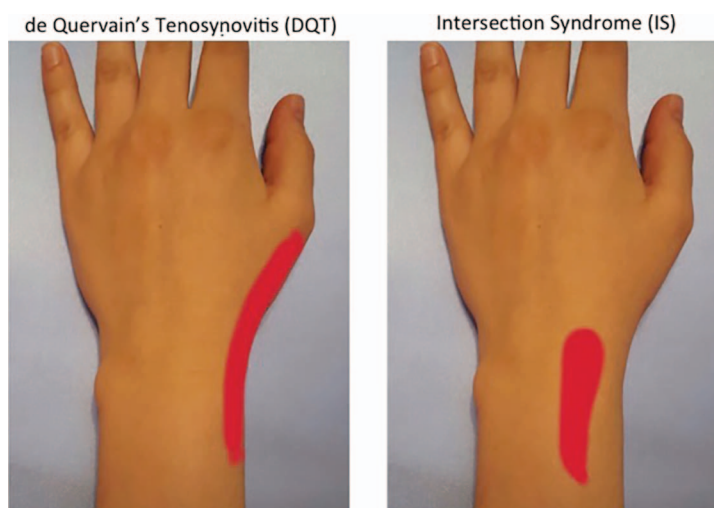 de Quervain's Tenosynovitis (DQT)
Intersection Syndrome (IS)